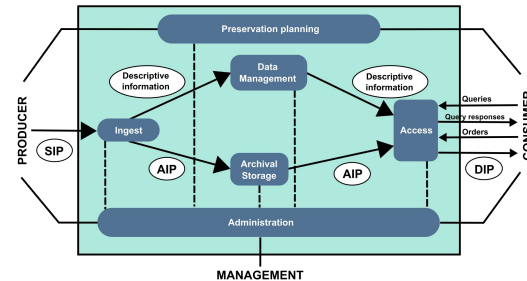 Preservation planning
Descriptive
information
Data
Management
Descriptive
information
PRODUCER
SIP
Ingest
AIP
Archival
Storage
AIP
Access
Queries
Query responses
Orders
DIP
CONSUMER
Administration
MANAGEMENT